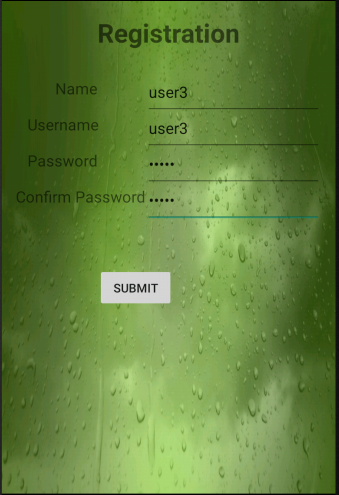 Registration
Name user3
Username user3
Password •••••
Confirm Password •••••
SUBMIT